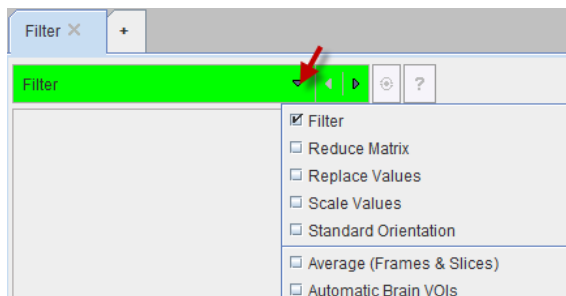 Filter
+
Filter ?
Filter
Reduce Matrix
Replace Values
Scale Values
Standard Orientation
Average (Frames & Slices)
Automatic Brain VOIs